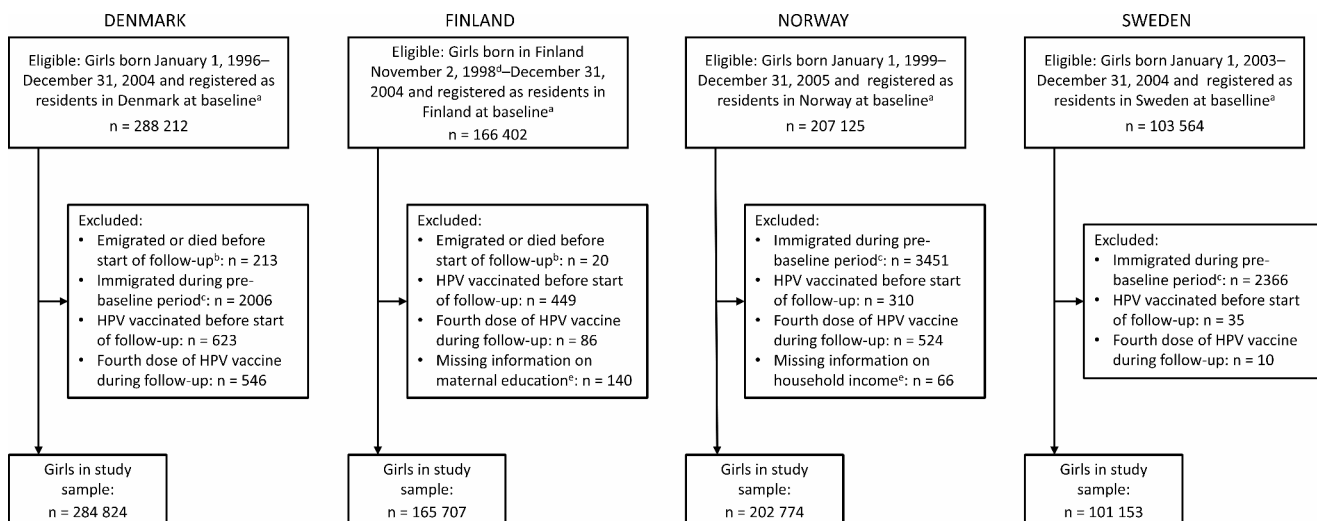 DENMARK
Eligible: Girls born January 1, 1996–
December 31, 2004 and registered as
residents in Denmark at baselineᵃ
n = 288 212
Excluded:
• Emigrated or died before
start of follow-upᵇ: n = 213
• Immigrated during pre-
baseline periodᶜ: n = 2006
• HPV vaccinated before start
of follow-up: n = 623
• Fourth dose of HPV vaccine
during follow-up: n = 546
Girls in study
sample:
n = 284 824
FINLAND
Eligible: Girls born in Finland
November 2, 1998ᵈ–December 31,
2004 and registered as residents in
Finland at baselineᵃ
n = 166 402
Excluded:
• Emigrated or died before
start of follow-upᵇ: n = 20
• HPV vaccinated before start
of follow-up: n = 449
• Fourth dose of HPV vaccine
during follow-up: n = 86
• Missing information on
maternal educationᵉ: n = 140
Girls in study
sample:
n = 165 707
NORWAY
Eligible: Girls born January 1, 1999–
December 31, 2005 and registered as
residents in Norway at baselineᵃ
n = 207 125
Excluded:
• Immigrated during pre-
baseline periodᶜ: n = 3451
• HPV vaccinated before start
of follow-up: n = 310
• Fourth dose of HPV vaccine
during follow-up: n = 524
• Missing information on
household incomeᵉ: n = 66
Girls in study
sample:
n = 202 774
SWEDEN
Eligible: Girls born January 1, 2003–
December 31, 2004 and registered as
residents in Sweden at basellineᵃ
n = 103 564
Excluded:
• Immigrated during pre-
baseline periodᶜ: n = 2366
• HPV vaccinated before start
of follow-up: n = 35
• Fourth dose of HPV vaccine
during follow-up: n = 10
Girls in study
sample:
n = 101 153